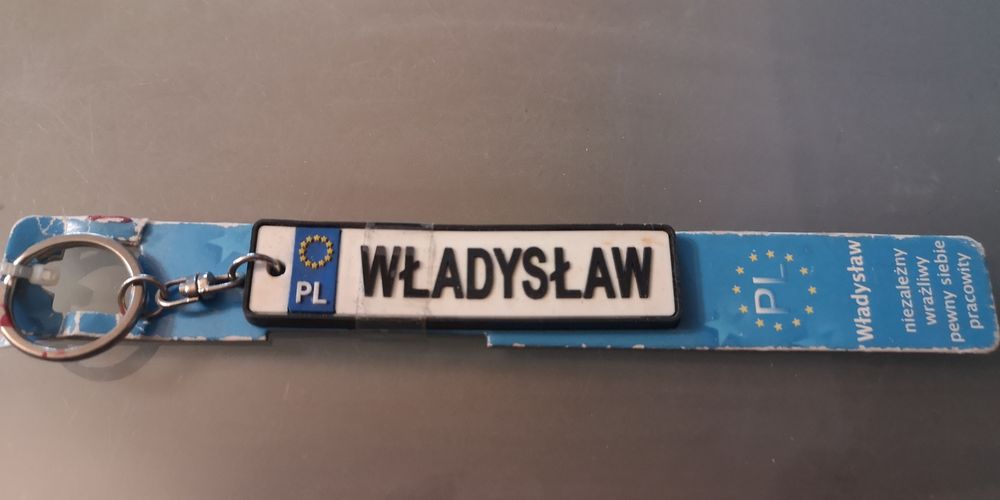 PL
WŁADYSŁAW
PL
Władysław
niezależny
wrażliwy
pewny siebie
pracowity